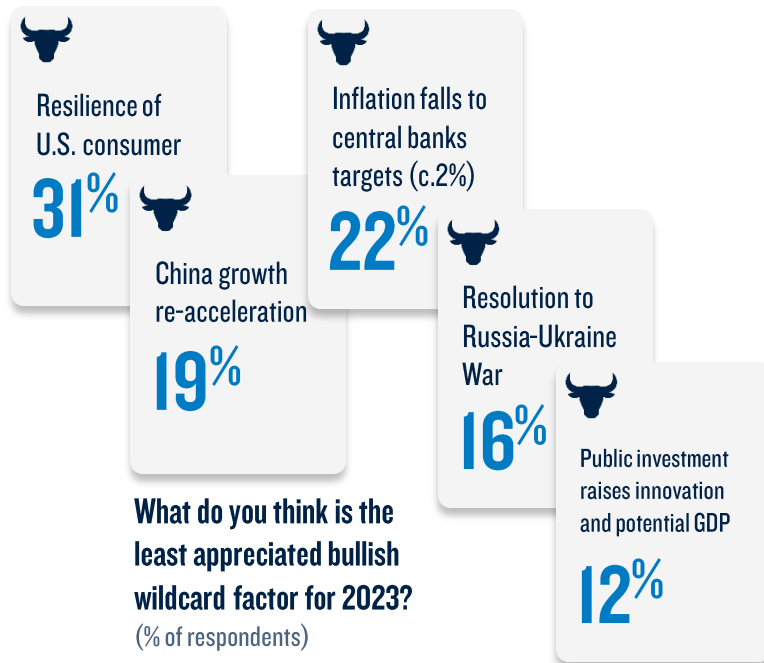 Resilience of
U.S. consumer
31%
Inflation falls to
central banks
targets (c.2%)
22%
China growth
re-acceleration
19%
Resolution to
Russia-Ukraine
War
16%
Public investment
raises innovation
and potential GDP
12%
What do you think is the
least appreciated bullish
wildcard factor for 2023?
(% of respondents)